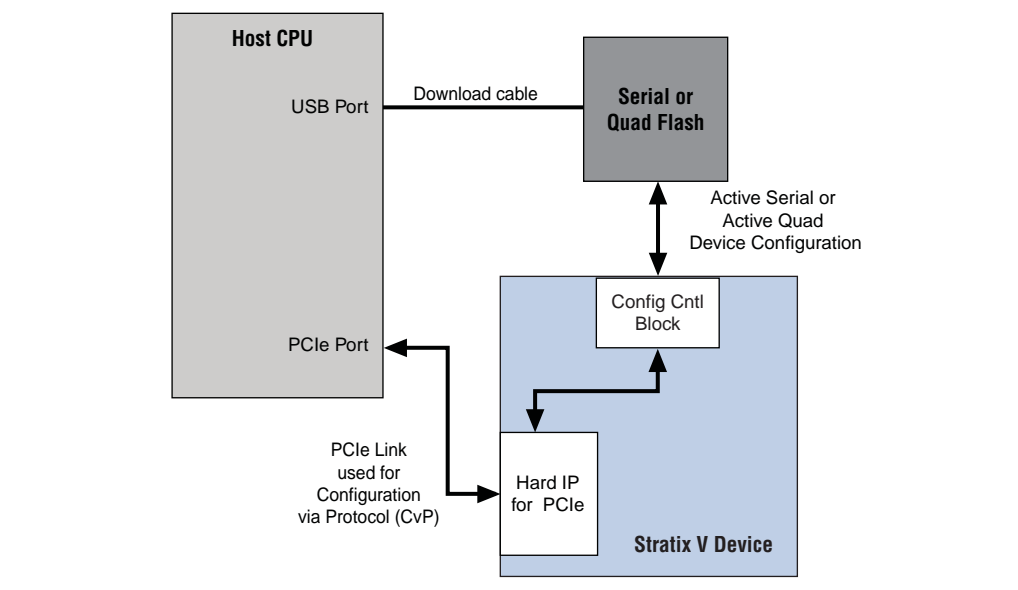 Host CPU
USB Port
Download cable
Serial or
Quad Flash
Active Serial or
Active Quad
Device Configuration
Config Cntl
Block
PCIe Port
PCIe Link
used for
Configuration
via Protocol (CvP)
Hard IP
for PCIe
Stratix V Device